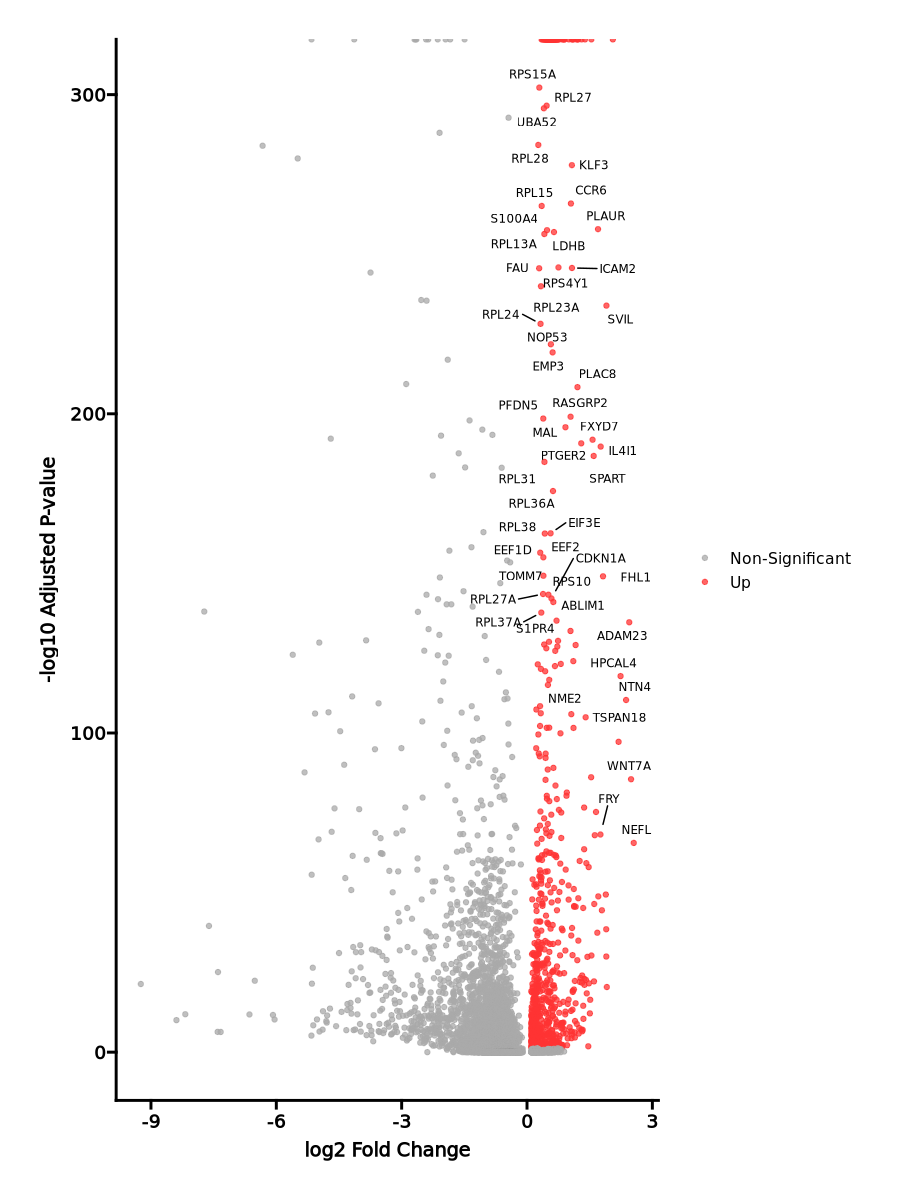 300
200
100
0
-9
-6
-3
0
3
-log10 Adjusted P-value
log2 Fold Change
Non-Significant
Up
RPS15A
RPL27
UBA52
RPL28
KLF3
RPL15
CCR6
S100A4
PLAUR
RPL13A
LDHB
FAU
ICAM2
RPS4Y1
RPL23A
RPL24
SVIL
NOP53
EMP3
PLAC8
PFDN5
RASGRP2
MAL
FXYD7
PTGER2
IL4I1
RPL31
SPART
RPL36A
RPL38
EIF3E
EEF1D
EEF2
CDKN1A
TOMM7
RPS10
FHL1
RPL27A
ABLIM1
RPL37A
S1PR4
ADAM23
HPCAL4
NTN4
NME2
TSPAN18
WNT7A
FRY
NEFL